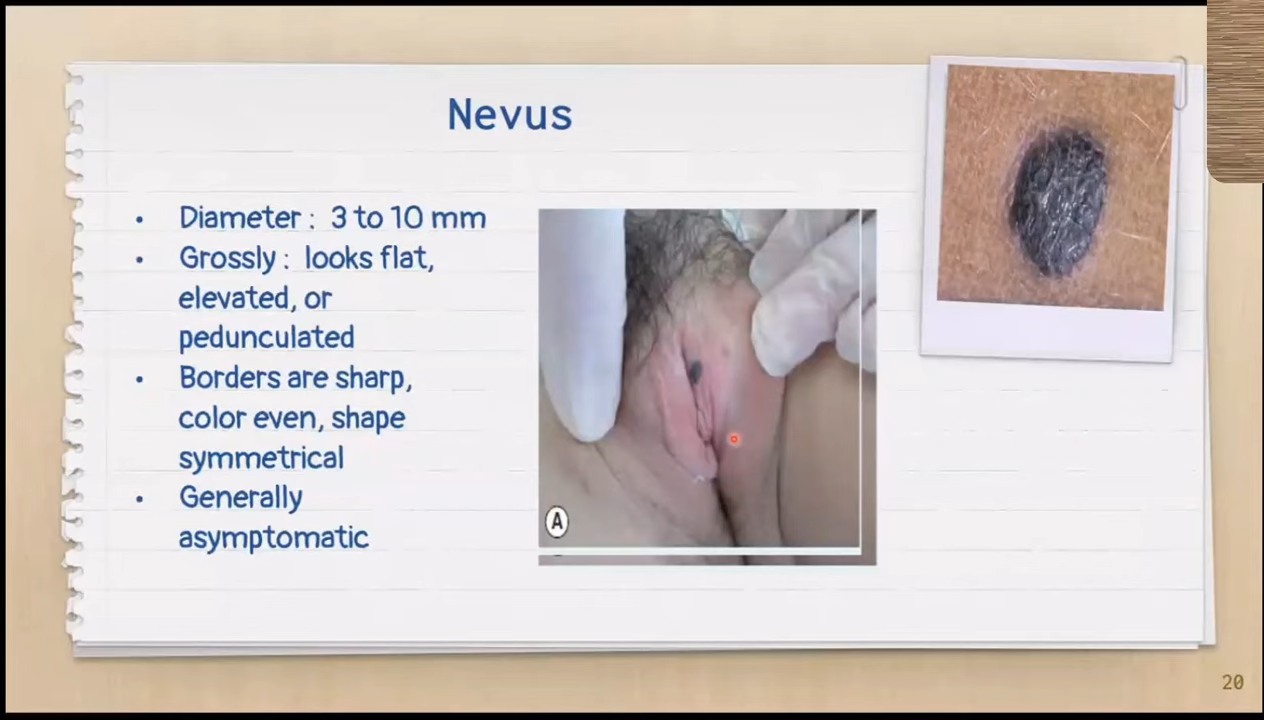 Nevus
• Diameter : 3 to 10 mm
• Grossly : looks flat,
elevated, or
pedunculated
• Borders are sharp,
color even, shape
symmetrical
• Generally
asymptomatic
A
20